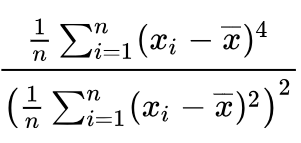 \frac{\frac{1}{n} \sum_{i=1}^{n} (x_i - \overline{x})^4}{\left(\frac{1}{n} \sum_{i=1}^{n} (x_i - \overline{x})^2\right)^2}